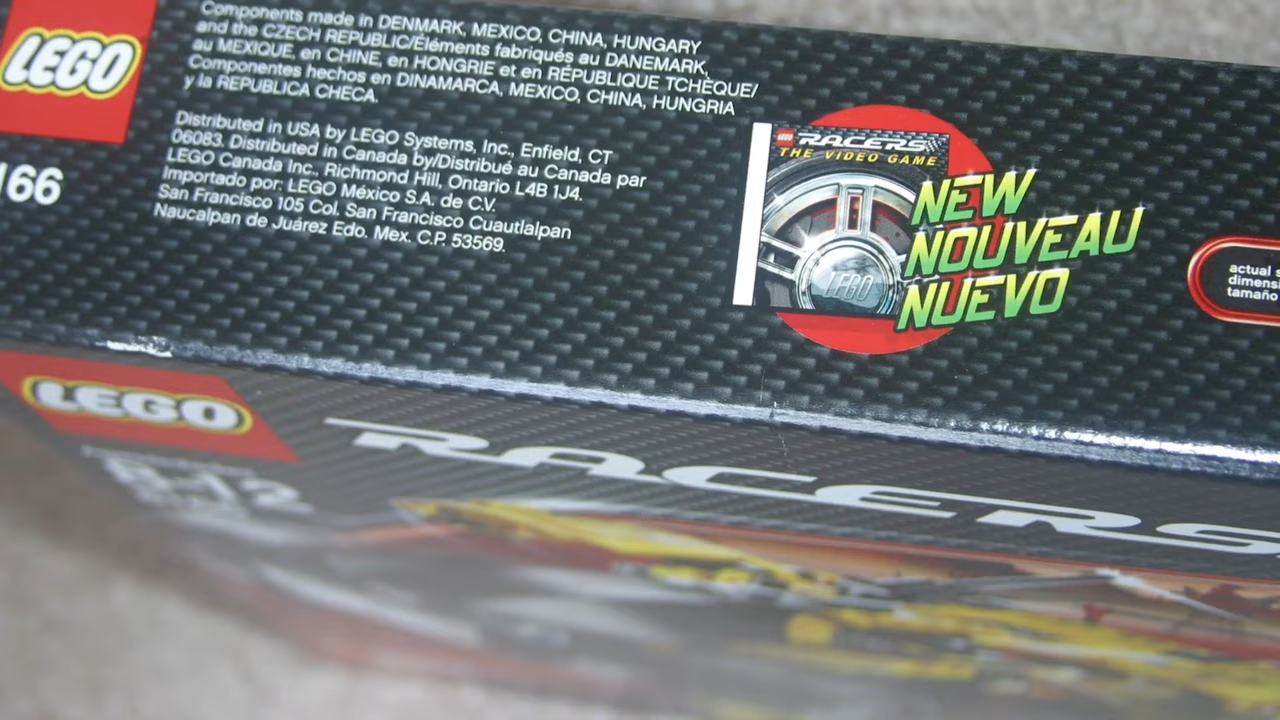 LEGO
166
Components made in DENMARK, MEXICO, CHINA, HUNGARY
and the CZECH REPUBLIC/Éléments fabriqués au DANEMARK,
au MEXIQUE, en CHINE, en HONGRIE et en RÉPUBLIQUE TCHÈQUE/
Componentes hechos en DINAMARCA, MEXICO, CHINA, HUNGRIA
y la REPUBLICA CHECA.
Distributed in USA by LEGO Systems, Inc., Enfield, CT
06083. Distributed in Canada by/Distribué au Canada par
LEGO Canada Inc., Richmond Hill, Ontario L4B 1J4.
Importado por: LEGO México S.A. de C.V.
San Francisco 105 Col. San Francisco Cuautlalpan
Naucalpan de Juárez Edo. Mex. C.P. 53569.
LEGO RACERS
THE VIDEO GAME
LEGO
NEW
NOUVEAU
NUEVO
actual
dimensi
tamaño
LEGO
RACERS